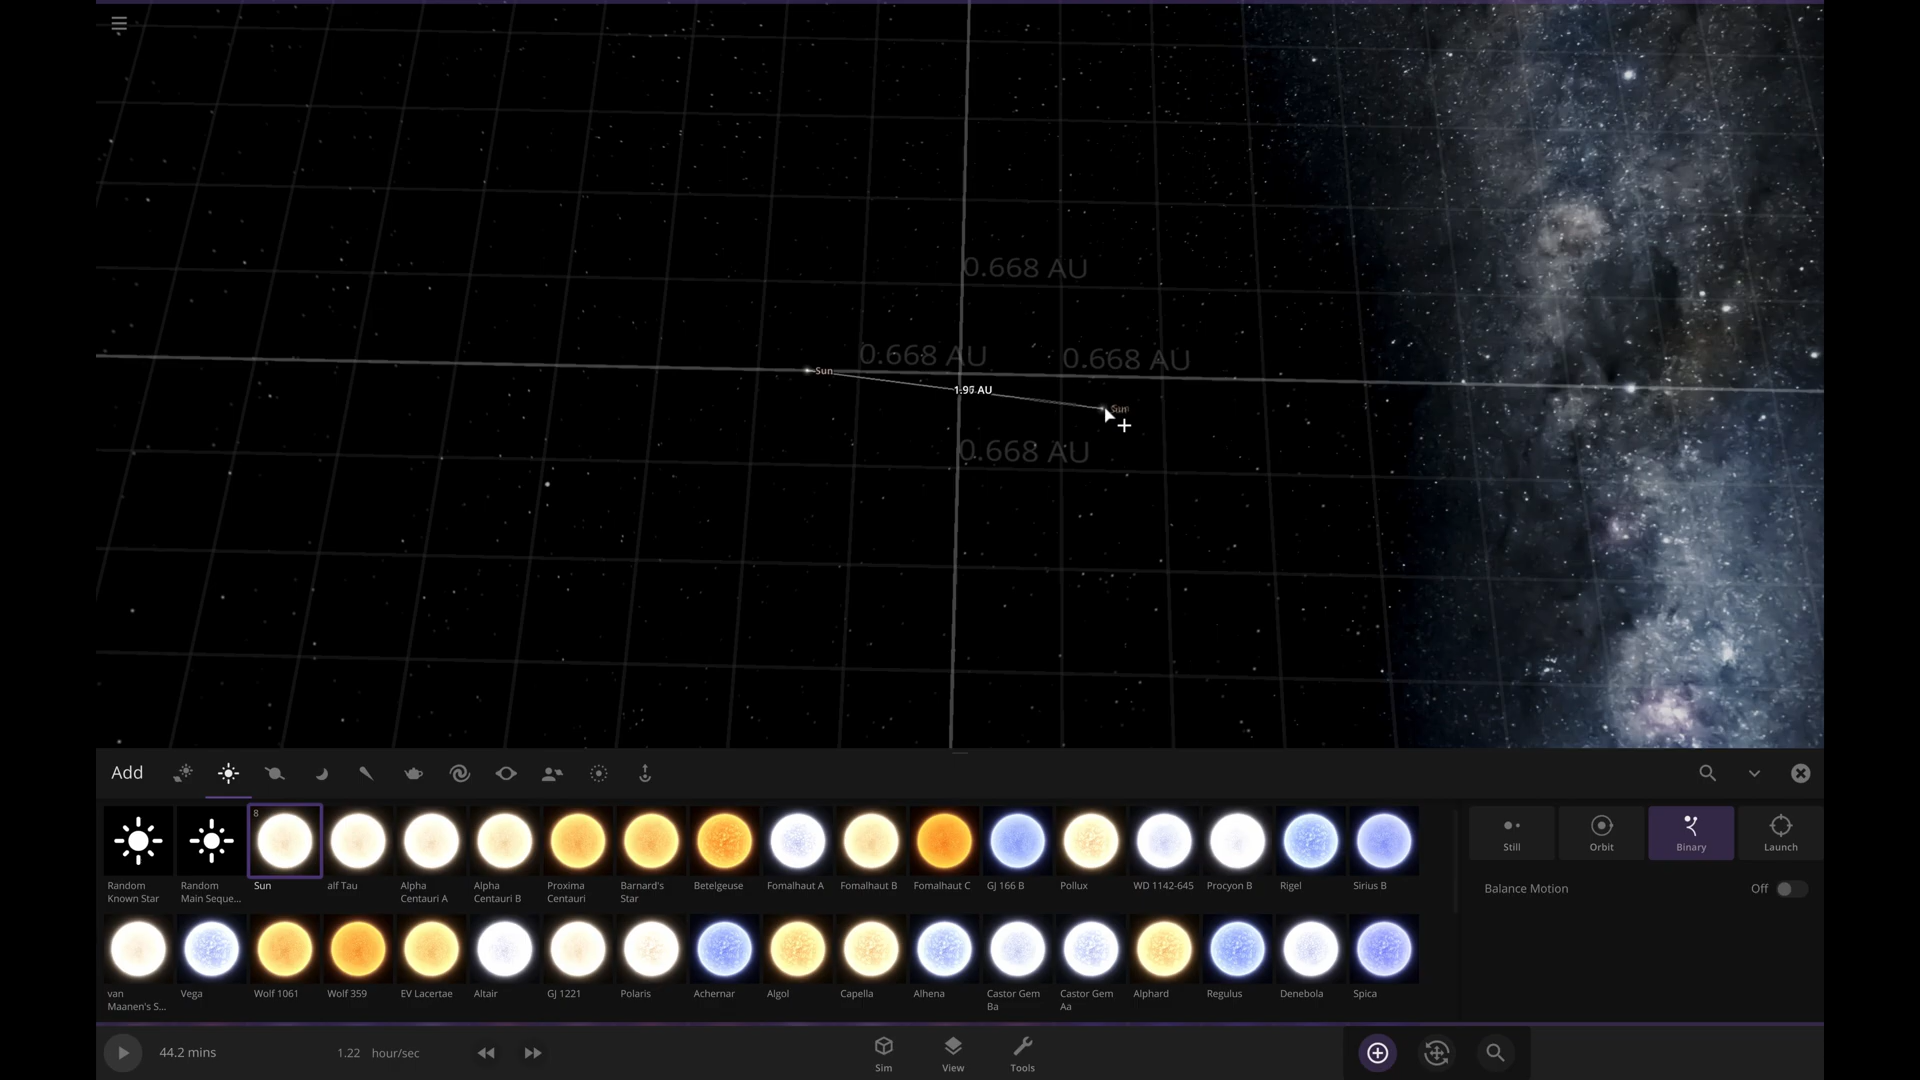 0.668 AU
0.668 AU
0.668 AU
Sun
1.95 AU
Sun
0.668 AU
Add
8
Random Known Star
Random Main Seque...
Sun
alf Tau
Alpha Centauri A
Alpha Centauri B
Proxima Centauri
Barnard's Star
Betelgeuse
Fomalhaut A
Fomalhaut B
Fomalhaut C
GJ 166 B
Pollux
WD 1142-645
Procyon B
Rigel
Sirius B
Still
Orbit
Binary
Launch
Balance Motion
Off
van Maanen's S...
Vega
Wolf 1061
Wolf 359
EV Lacertae
Altair
GJ 1221
Polaris
Achernar
Algol
Capella
Alhena
Castor Gem Ba
Castor Gem Aa
Alphard
Regulus
Denebola
Spica
44.2 mins
1.22 hour/sec
Sim
View
Tools